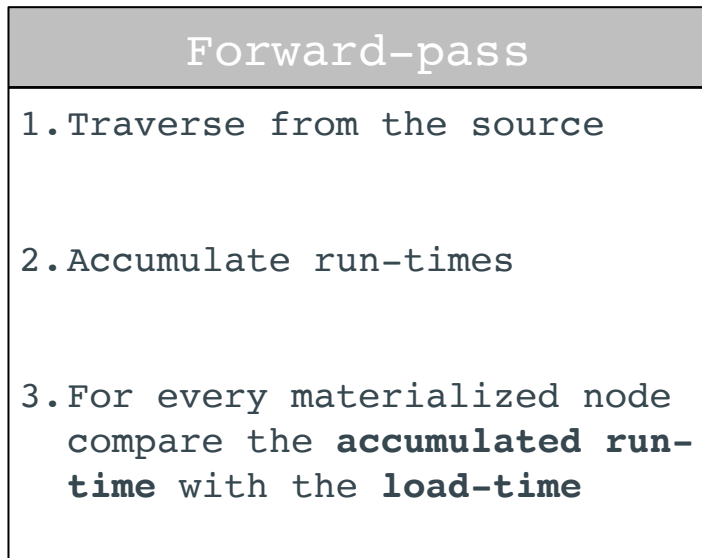 Forward-pass
1.Traverse from the source
2.Accumulate run-times
3.For every materialized node
compare the accumulated run-
time with the load-time